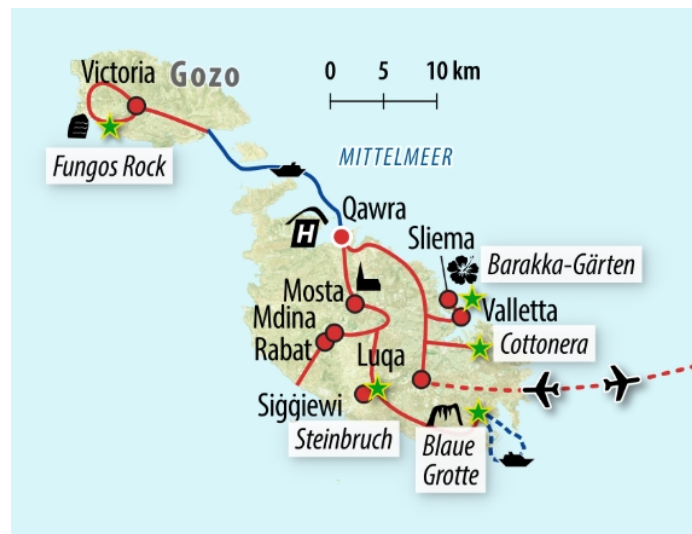 Victoria
Gozo
0 5 10 km
Fungos Rock
MITTELMEER
H
Qawra
Sliema
Barakka-Gärten
Mosta
Valletta
Mdina
Cottonera
Rabat
Luqa
Siġġiewi
Steinbruch
Blaue
Grotte